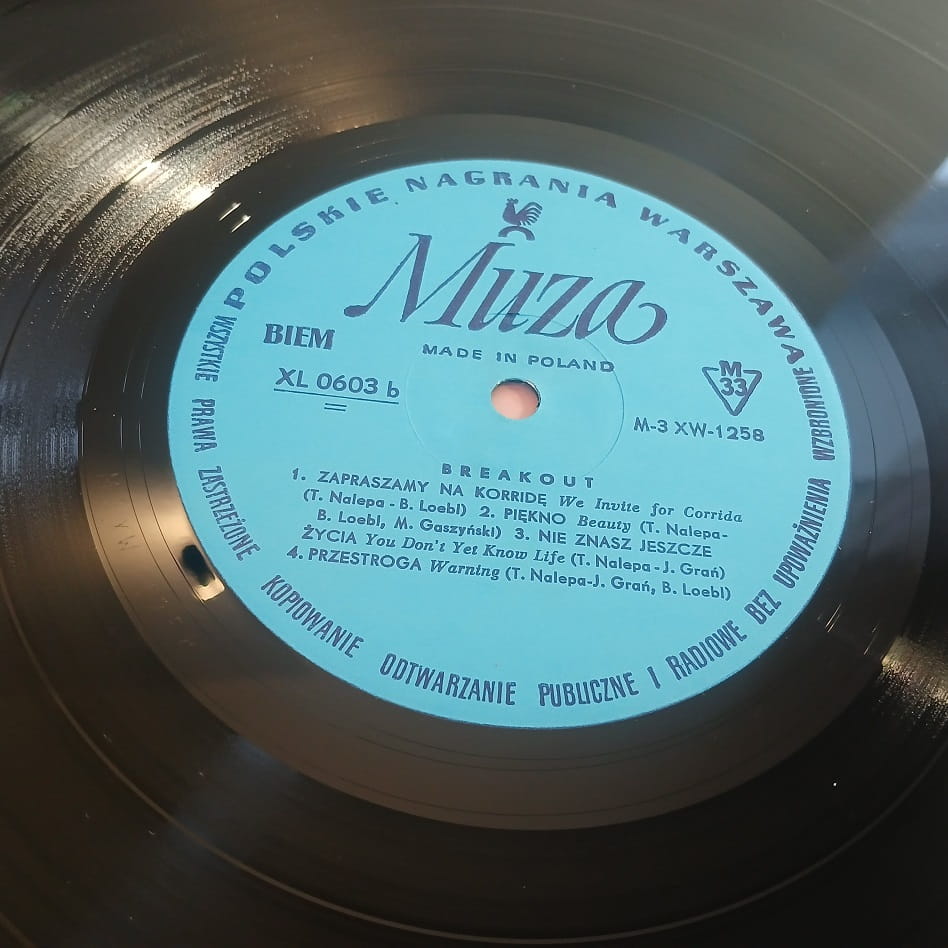 POLSKIE NAGRANIA WARSZAWA
Muza
MADE IN POLAND
BIEM
XL 0603 b
M
33
M-3 XW-1258
BREAKOUT
1. ZAPRASZAMY NA KORRIDĘ We Invite for Corrida
(T. Nalepa - B. Loebl) 2. PIĘKNO Beauty (T. Nalepa-
B. Loebl, M. Gaszyński) 3. NIE ZNASZ JESZCZE
ŻYCIA You Don't Yet Know Life (T. Nalepa - J. Grań)
4. PRZESTROGA Warning (T. Nalepa-J. Grań, B. Loebl)
WSZYSTKIE PRAWA ZASTRZEŻONE KOPIOWANIE ODTWARZANIE PUBLICZNE I RADIOWE BEZ UPOWAŻNIENIA WZBRONIONE